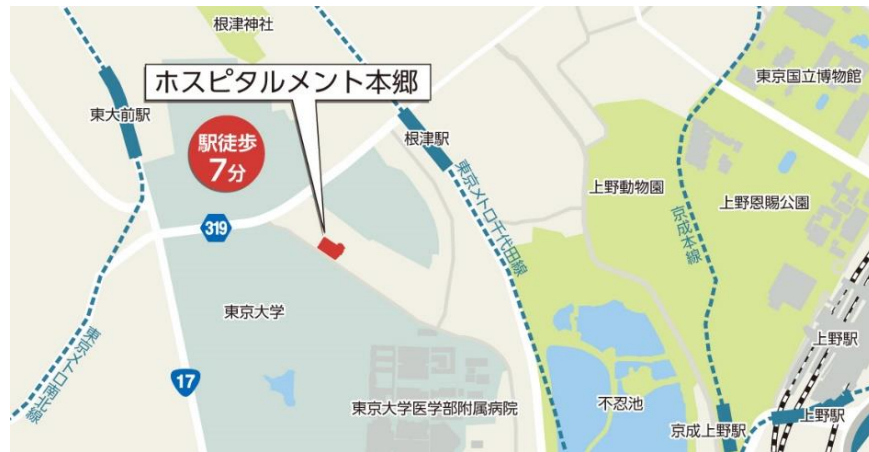 根津神社
東京国立博物館
ホスピタルメント本郷
東大前駅
駅徒歩
7分
根津駅
東京メトロ千代田線
上野動物園
上野恩賜公園
京成本線
319
東京大学
上野駅
東京メトロ南北線
17
東京大学医学部附属病院
不忍池
京成上野駅
上野駅